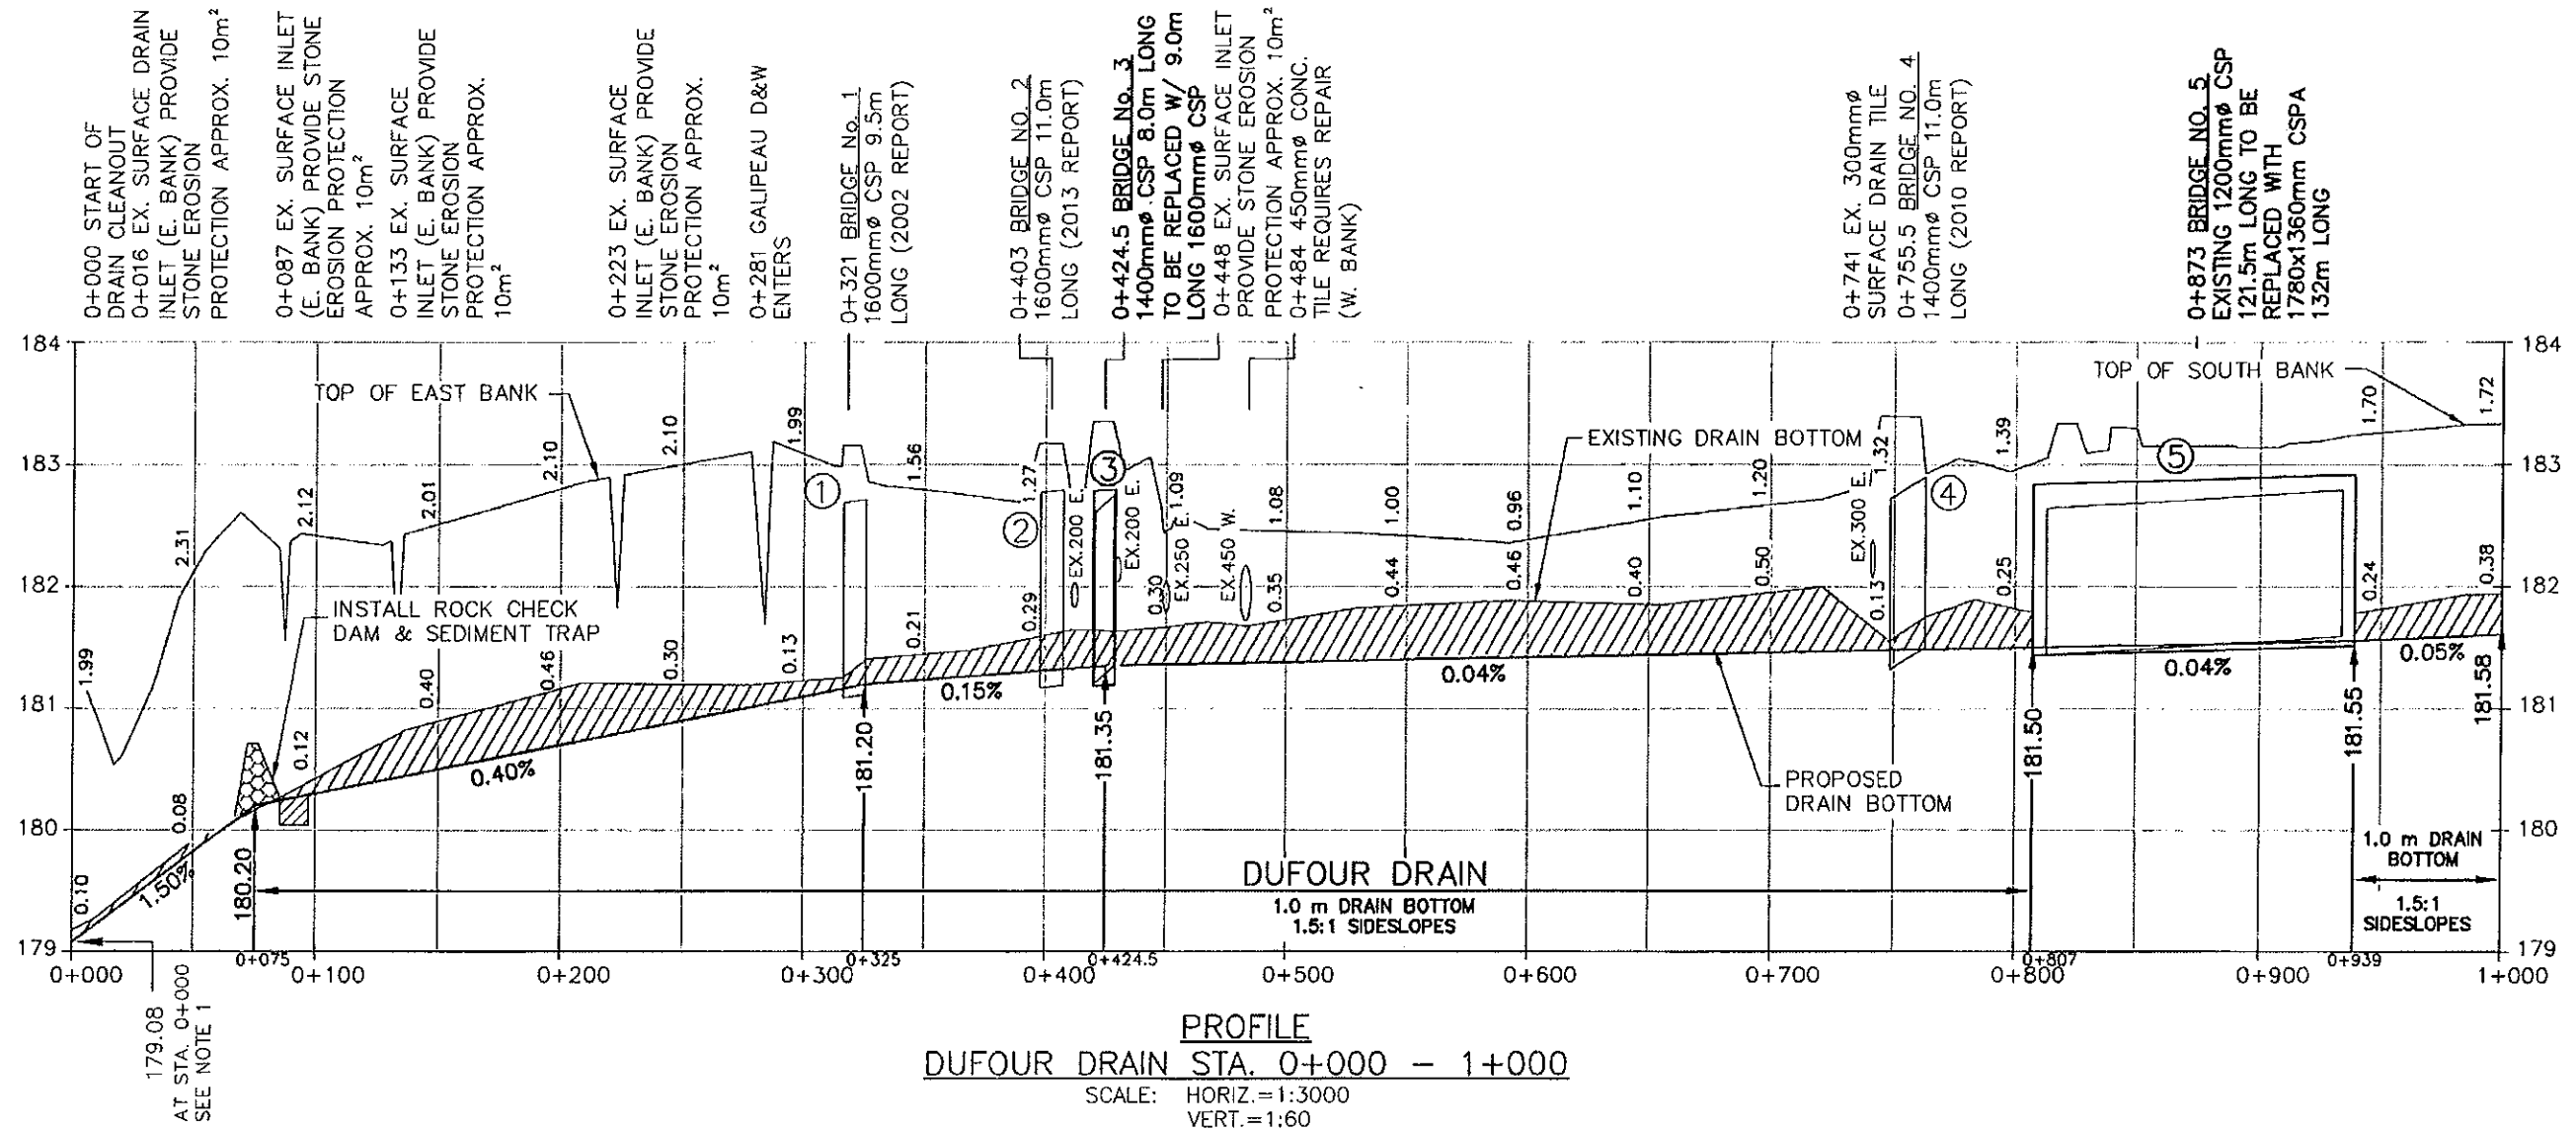 0+000 START OF
DRAIN CLEANOUT
0+016 EX. SURFACE DRAIN
INLET (E. BANK) PROVIDE
STONE EROSION
PROTECTION APPROX. 10m²
0+087 EX. SURFACE INLET
(E. BANK) PROVIDE STONE
EROSION PROTECTION
APPROX. 10m²
0+133 EX. SURFACE
INLET (E. BANK) PROVIDE
STONE EROSION
PROTECTION APPROX.
10m²
0+223 EX. SURFACE
INLET (E. BANK) PROVIDE
STONE EROSION
PROTECTION APPROX.
10m²
0+281 GALIPEAU D&W
ENTERS
0+321 BRIDGE No. 1
1600mmø CSP 9.5m
LONG (2002 REPORT)
0+403 BRIDGE NO. 2
1600mmø CSP 11.0m
LONG (2013 REPORT)
0+424.5 BRIDGE No. 3
1400mmø.CSP 8.0m LONG
TO BE REPLACED W/ 9.0m
LONG 1600mmø CSP
0+448 EX. SURFACE INLET
PROVIDE STONE EROSION
PROTECTION APPROX. 10m²
0+484 450mmø CONC.
TILE REQUIRES REPAIR
(W. BANK)
0+741 EX. 300mmø
SURFACE DRAIN TILE
0+755.5 BRIDGE NO. 4
1400mmø CSP 11.0m
LONG (2010 REPORT)
0+873 BRIDGE NO. 5
EXISTING 1200mmø CSP
121.5m LONG TO BE
REPLACED WITH
1780x1360mm CSPA
132m LONG
184
184
TOP OF EAST BANK
TOP OF SOUTH BANK
1.99
2.31
2.12
2.01
2.10
2.10
1.99
1.56
1.27
1.09
1.08
1.00
0.96
1.10
1.20
1.32
1.39
1.70
1.72
183
183
EXISTING DRAIN BOTTOM
1
2
3
4
5
EX.200 E.
EX.200 E.
EX.250 E.
EX.450 W.
EX.300 E.
182
182
INSTALL ROCK CHECK
DAM & SEDIMENT TRAP
0.10
0.08
0.12
0.40
0.46
0.30
0.13
0.21
0.29
0.30
0.35
0.44
0.46
0.40
0.50
0.13
0.25
0.24
0.38
181
181
1.50%
0.40%
0.15%
0.04%
0.04%
0.05%
180.20
181.20
181.35
181.50
181.55
181.58
PROPOSED
DRAIN BOTTOM
180
180
DUFOUR DRAIN
1.0 m DRAIN BOTTOM
1.5:1 SIDESLOPES
1.0 m DRAIN
BOTTOM
1.5:1
SIDESLOPES
179
179
0+000
0+075
0+100
0+200
0+300
0+325
0+400
0+424.5
0+500
0+600
0+700
0+800
0+807
0+900
0+939
1+000
179.08
AT STA. 0+000
SEE NOTE 1
PROFILE
DUFOUR DRAIN STA. 0+000 – 1+000
SCALE: HORIZ.=1:3000
VERT.=1:60